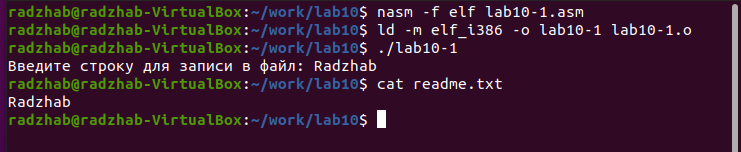 radzhab@radzhab-VirtualBox:~/work/lab10$ nasm -f elf lab10-1.asm
radzhab@radzhab-VirtualBox:~/work/lab10$ ld -m elf_i386 -o lab10-1 lab10-1.o
radzhab@radzhab-VirtualBox:~/work/lab10$ ./lab10-1
Введите строку для записи в файл: Radzhab
radzhab@radzhab-VirtualBox:~/work/lab10$ cat readme.txt
Radzhab
radzhab@radzhab-VirtualBox:~/work/lab10$